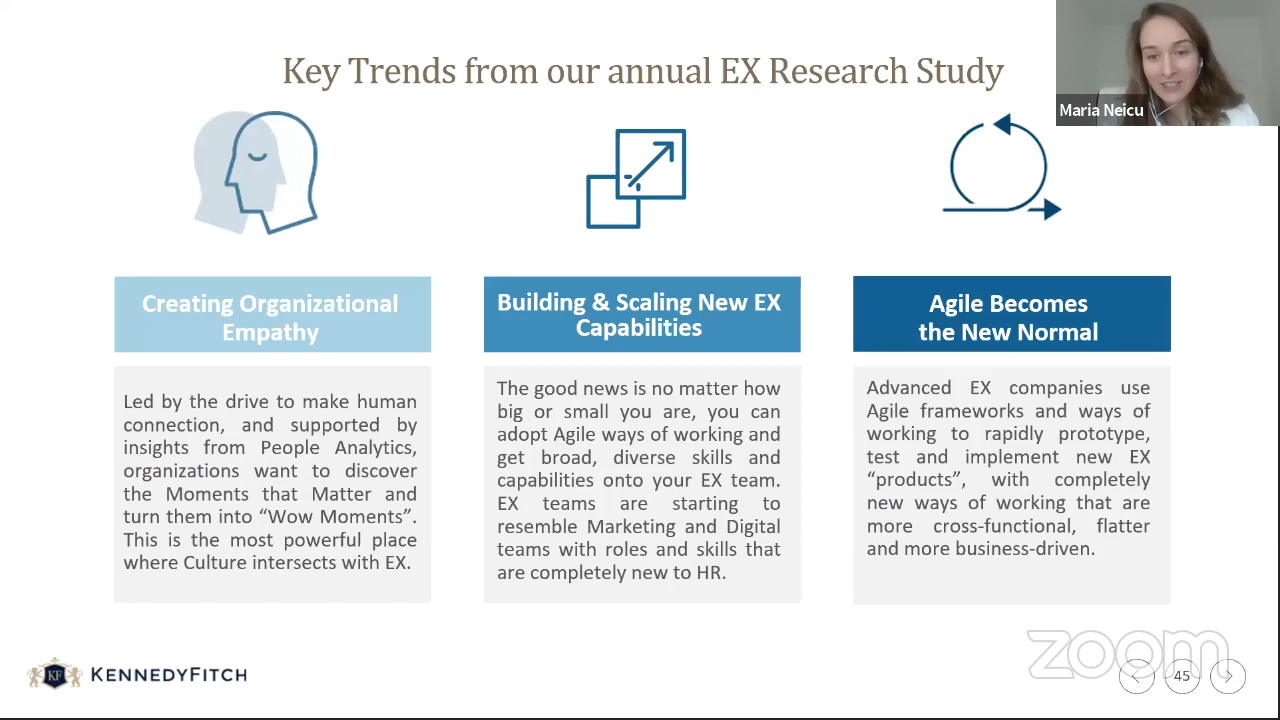 Key Trends from our annual EX Research Study
Maria Neicu
Creating Organizational
Empathy
Led by the drive to make human
connection, and supported by
insights from People Analytics,
organizations want to discover
the Moments that Matter and
turn them into “Wow Moments”.
This is the most powerful place
where Culture intersects with EX.
Building & Scaling New EX
Capabilities
The good news is no matter how
big or small you are, you can
adopt Agile ways of working and
get broad, diverse skills and
capabilities onto your EX team.
EX teams are starting to
resemble Marketing and Digital
teams with roles and skills that
are completely new to HR.
Agile Becomes
the New Normal
Advanced EX companies use
Agile frameworks and ways of
working to rapidly prototype,
test and implement new EX
“products”, with completely
new ways of working that are
more cross-functional, flatter
and more business-driven.
KF
KENNEDYFITCH
zoom
45